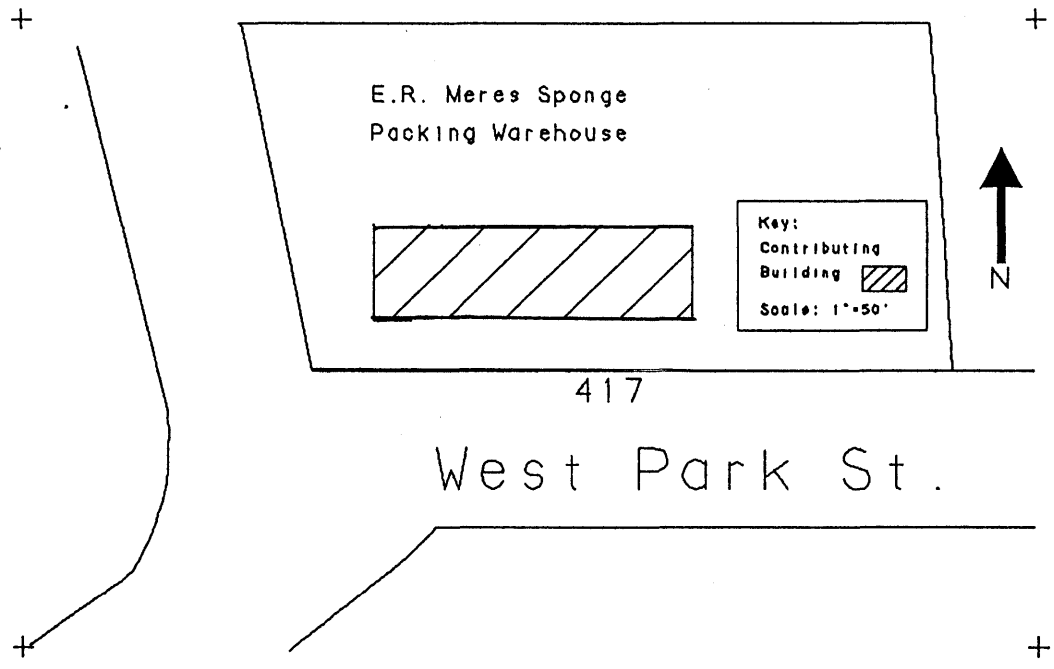 E.R. Meres Sponge
Packing Warehouse
Key:
Contributing
Building
Scale: 1"=50'
N
417
West Park St.